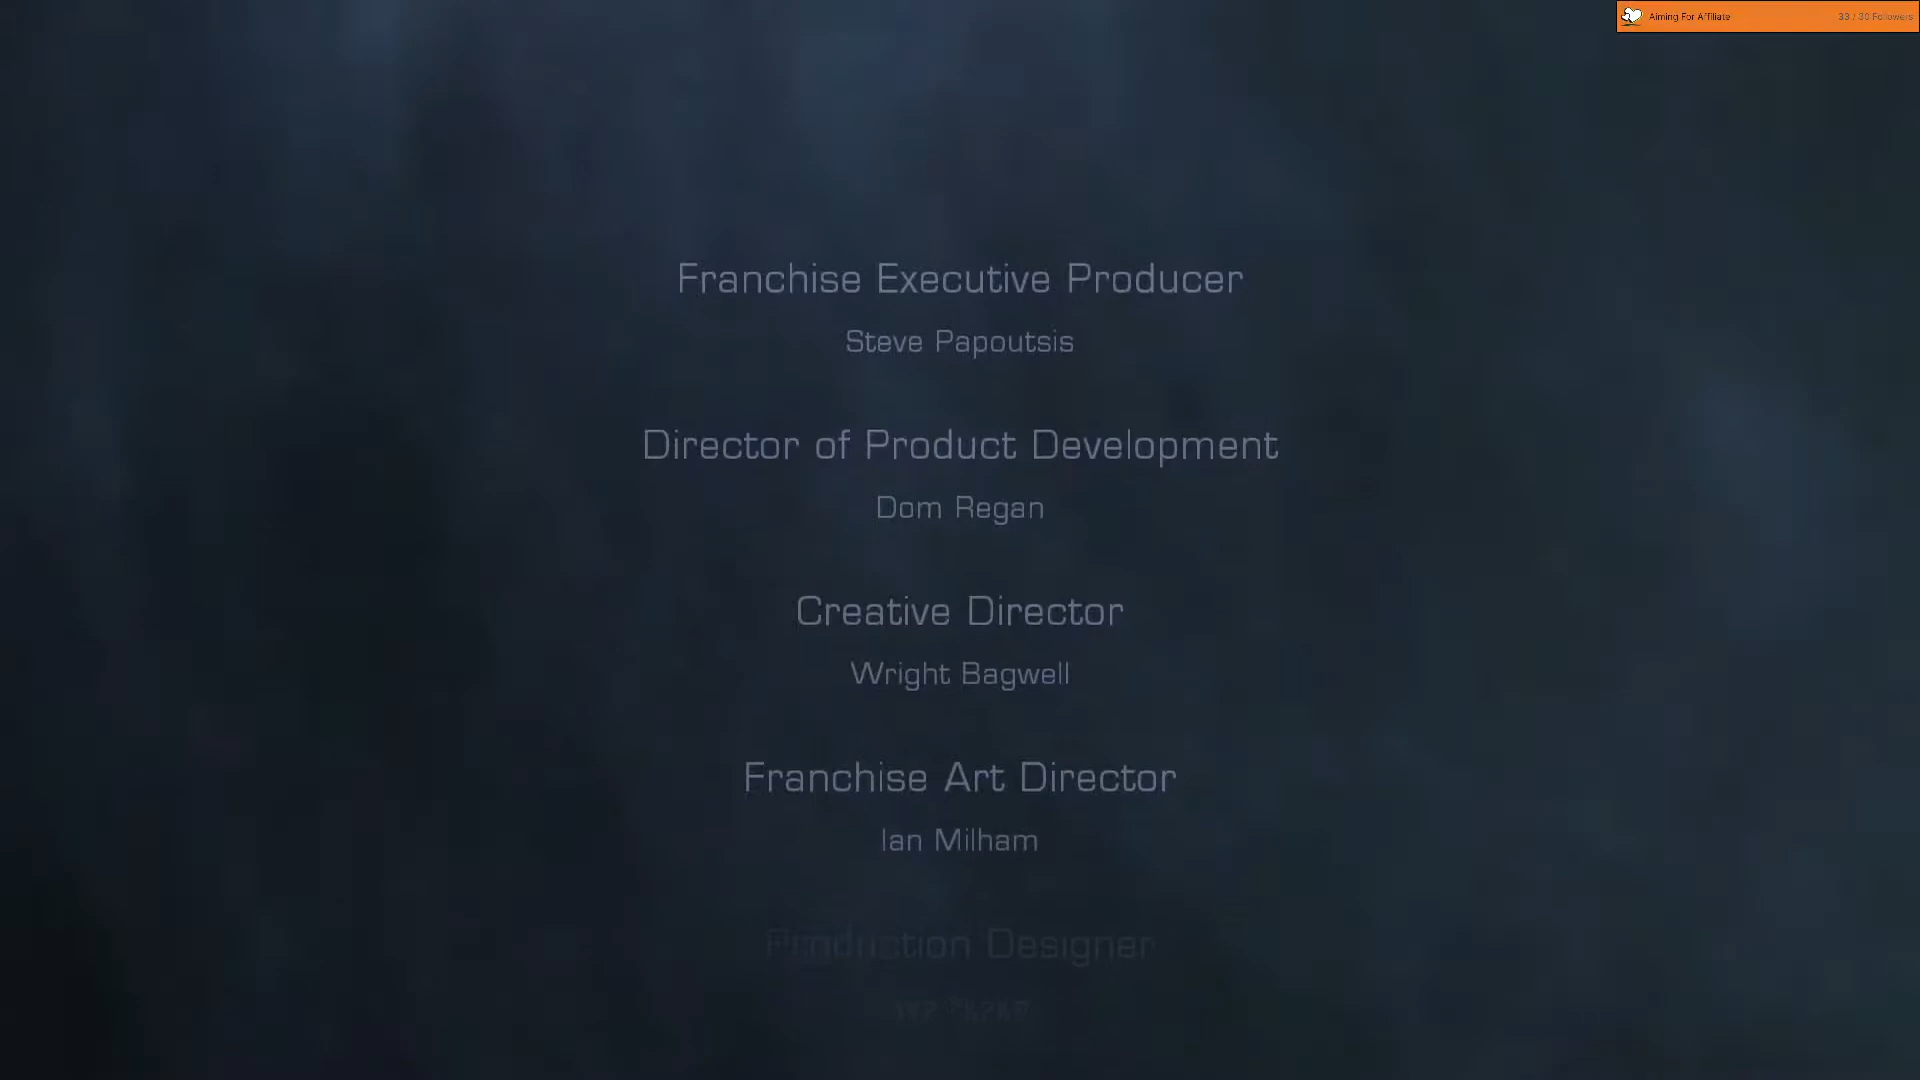 Aiming For Affiliate 33 / 30 Followers
Franchise Executive Producer
Steve Papoutsis
Director of Product Development
Dom Regan
Creative Director
Wright Bagwell
Franchise Art Director
Ian Milham
Production Designer